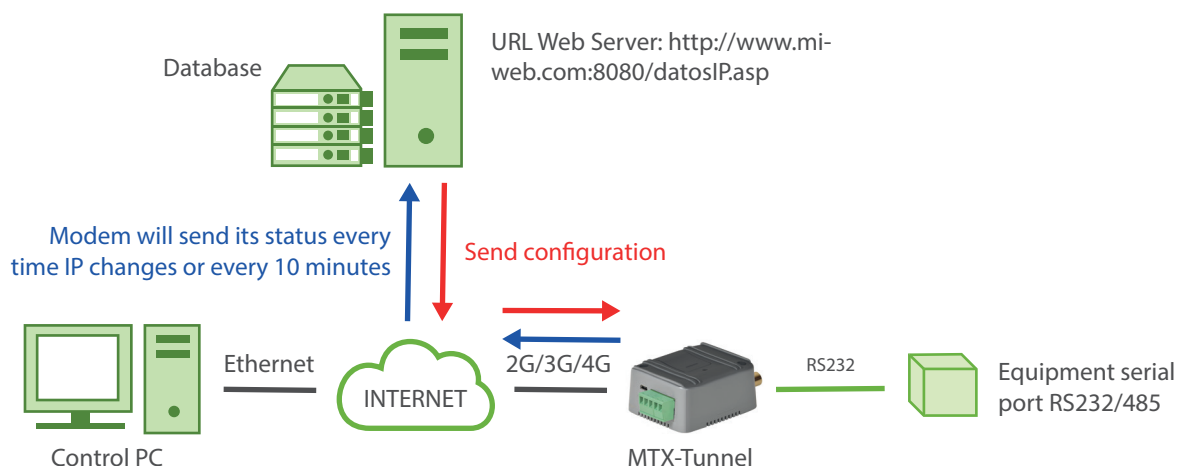 URL Web Server: http://www.mi-
web.com:8080/datosIP.asp
Database
Modem will send its status every
time IP changes or every 10 minutes
Send configuration
Ethernet
INTERNET
2G/3G/4G
RS232
Equipment serial
port RS232/485
Control PC
MTX-Tunnel